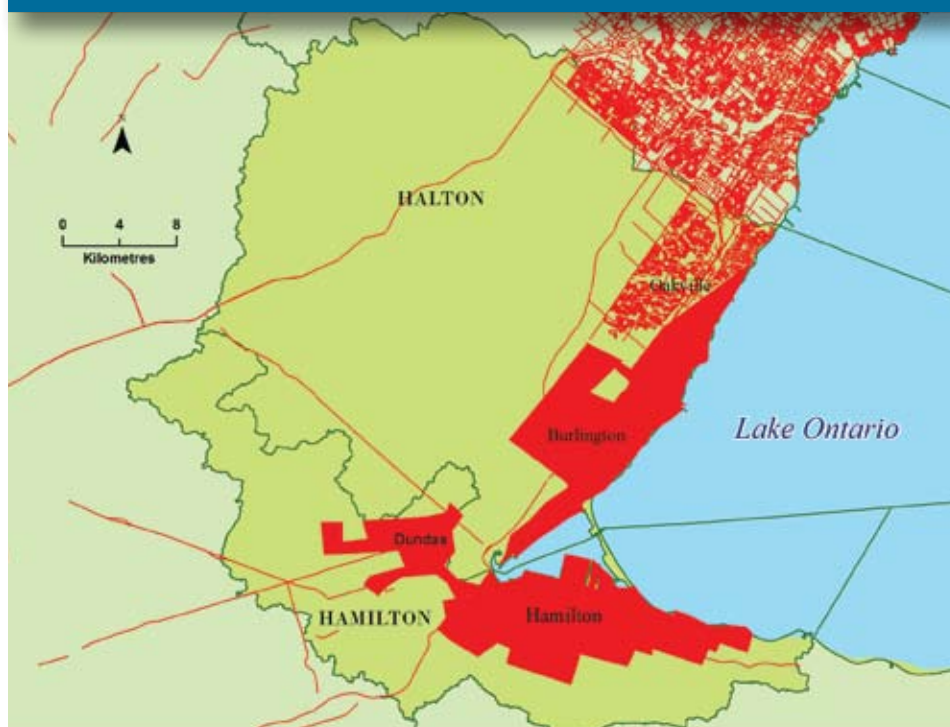 HALTON
0 4 8
Kilometres
Oakville
Burlington
Lake Ontario
Dundas
HAMILTON
Hamilton